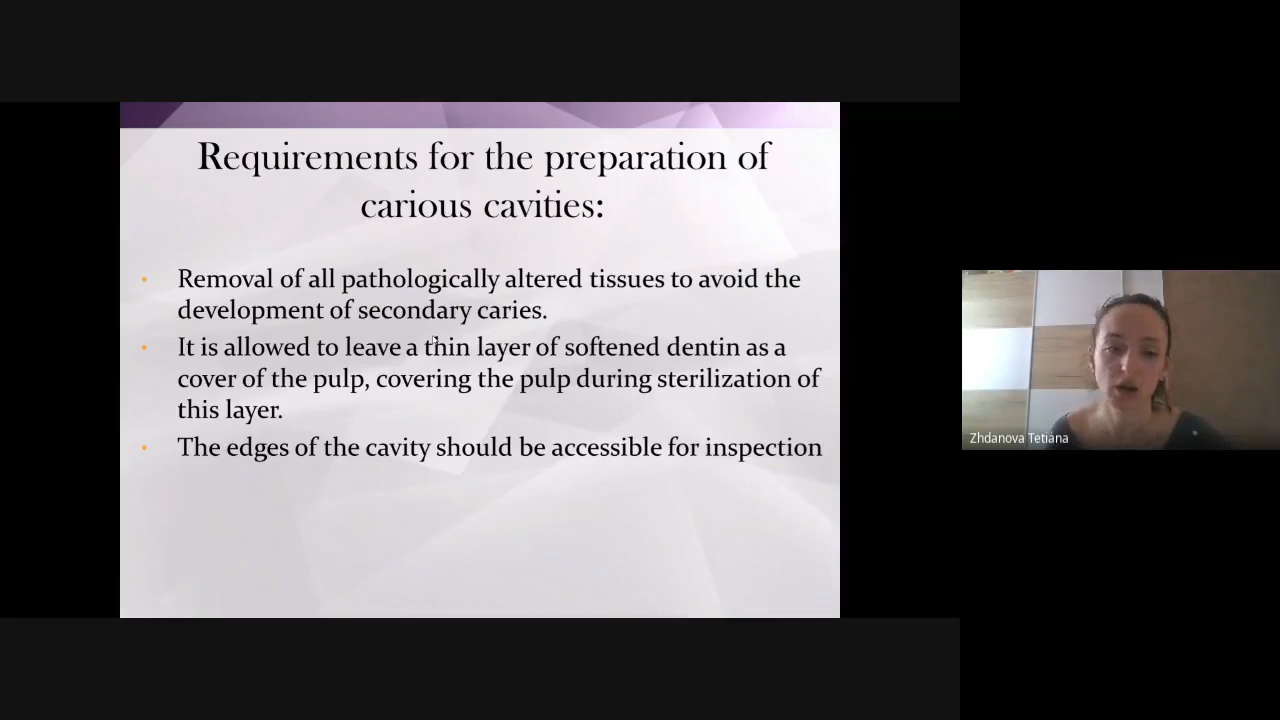 Requirements for the preparation of
carious cavities:
• Removal of all pathologically altered tissues to avoid the
development of secondary caries.
• It is allowed to leave a thin layer of softened dentin as a
cover of the pulp, covering the pulp during sterilization of
this layer.
• The edges of the cavity should be accessible for inspection
Zhdanova Tetiana